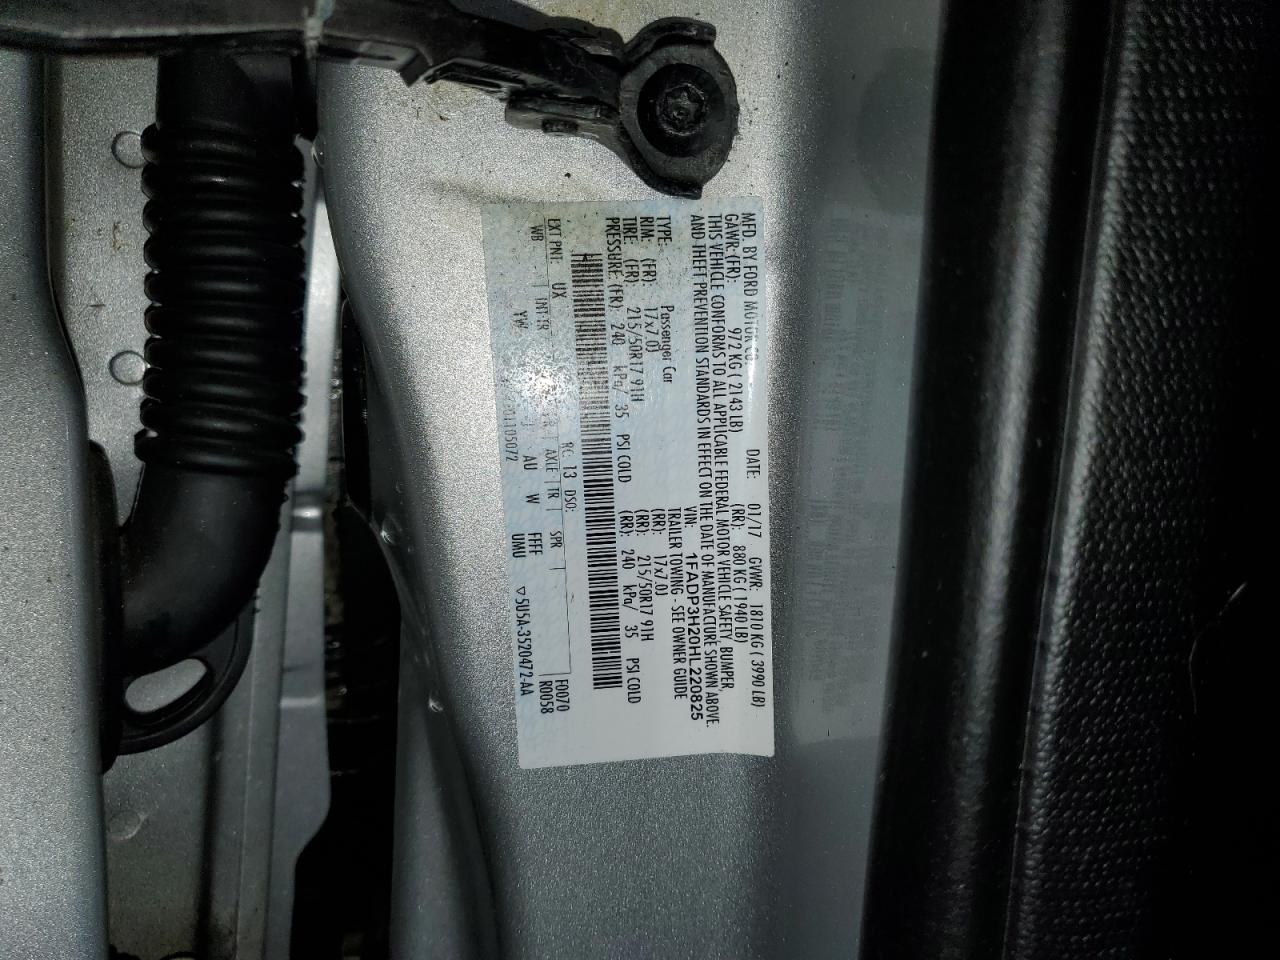 MFD. BY FORD MOTOR CO.
DATE: 01/17 GVWR: 1810 KG ( 3990 LB)
GAWR: (FR): 972 KG ( 2143 LB) (RR): 880 KG ( 1940 LB)
THIS VEHICLE CONFORMS TO ALL APPLICABLE FEDERAL MOTOR VEHICLE SAFETY, BUMPER,
AND THEFT PREVENTION STANDARDS IN EFFECT ON THE DATE OF MANUFACTURE SHOWN ABOVE.
VIN: 1FADP3H20HL220825
TYPE: Passenger Car TRAILER TOWING - SEE OWNER GUIDE
RIM: (FR): 17x7.0J (RR): 17x7.0J
TIRE: (FR): 215/50R17 91H (RR): 215/50R17 91H
PRESSURE: (FR): 240 kPa/ 35 PSI COLD (RR): 240 kPa/ 35 PSI COLD
F0070
EXT PNT: UX RC: 13 DSO: R0058
WB INT TR AXLE TR SPR
YW AU W FFFF
UMU ▽5U5A-3520472-AA